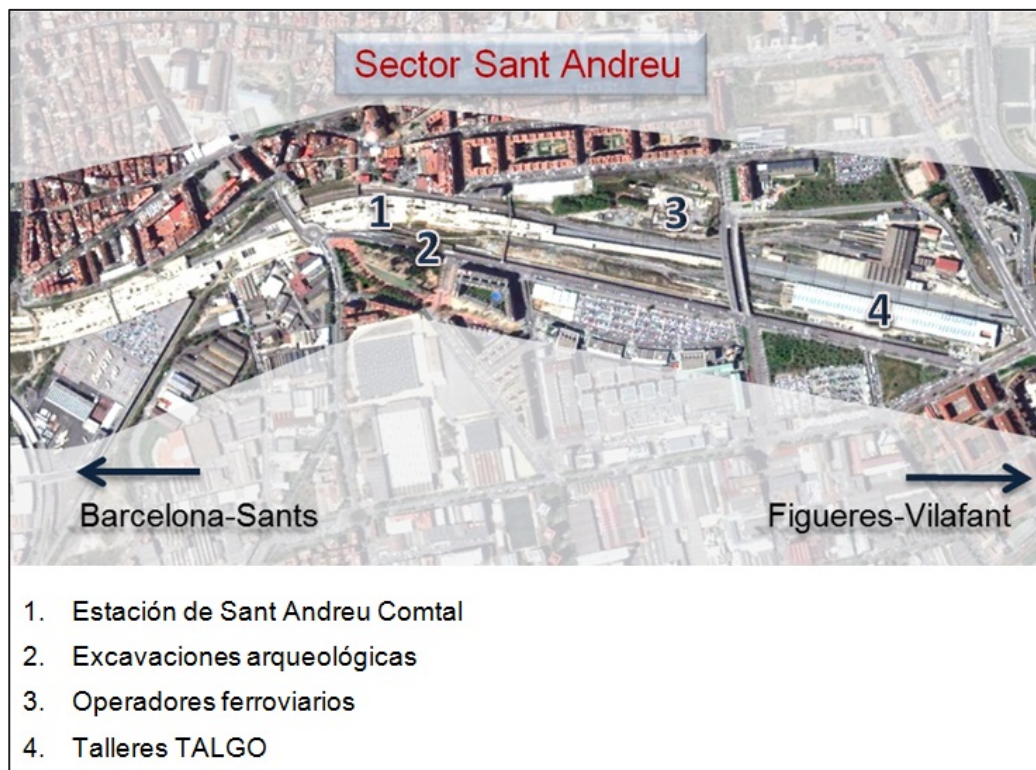 Sector Sant Andreu
1
2
3
4
Barcelona-Sants
Figueres-Vilafant
1. Estación de Sant Andreu Comtal
2. Excavaciones arqueológicas
3. Operadores ferroviarios
4. Talleres TALGO